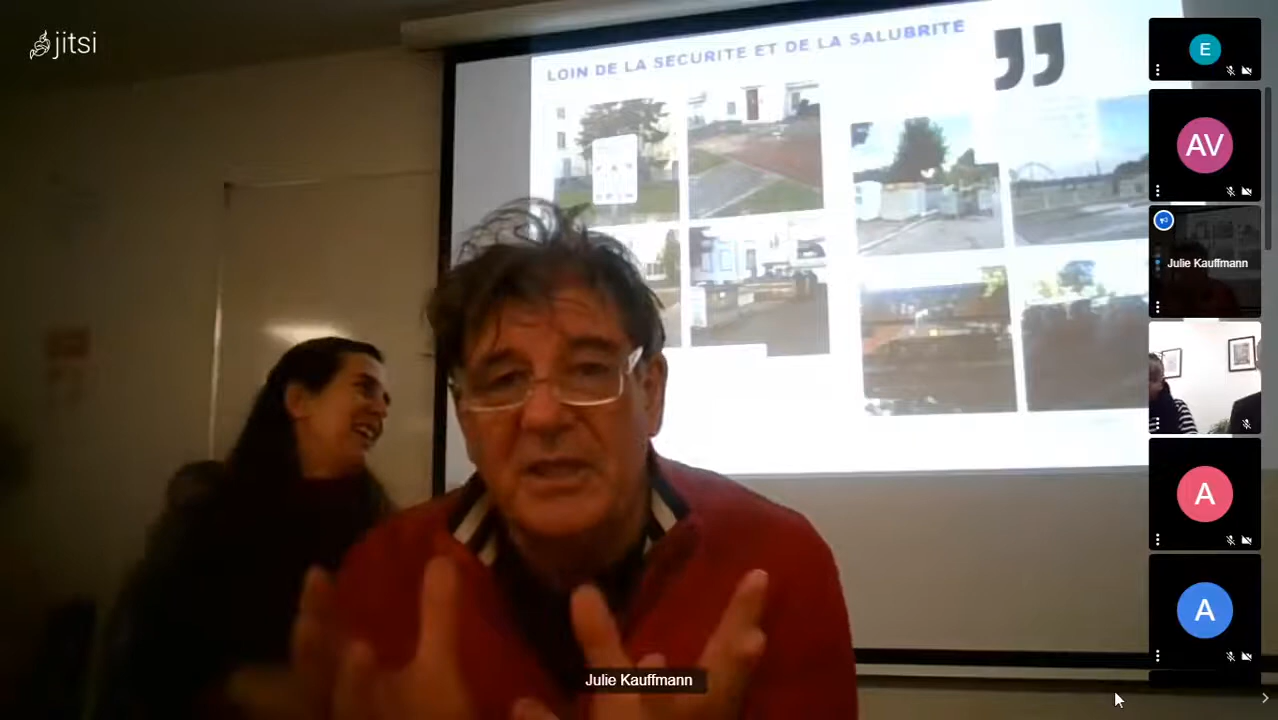 jitsi
LOIN DE LA SECURITE ET DE LA SALUBRITE
”
E
AV
Julie Kauffmann
A
A
Julie Kauffmann